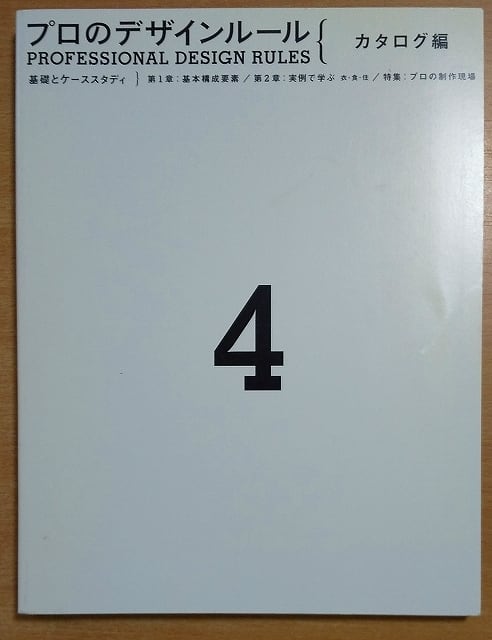 プロのデザインルール { カタログ編
PROFESSIONAL DESIGN RULES
基礎とケーススタディ } 第1章:基本構成要素 / 第2章:実例で学ぶ 衣・食・住 / 特集:プロの制作現場
4